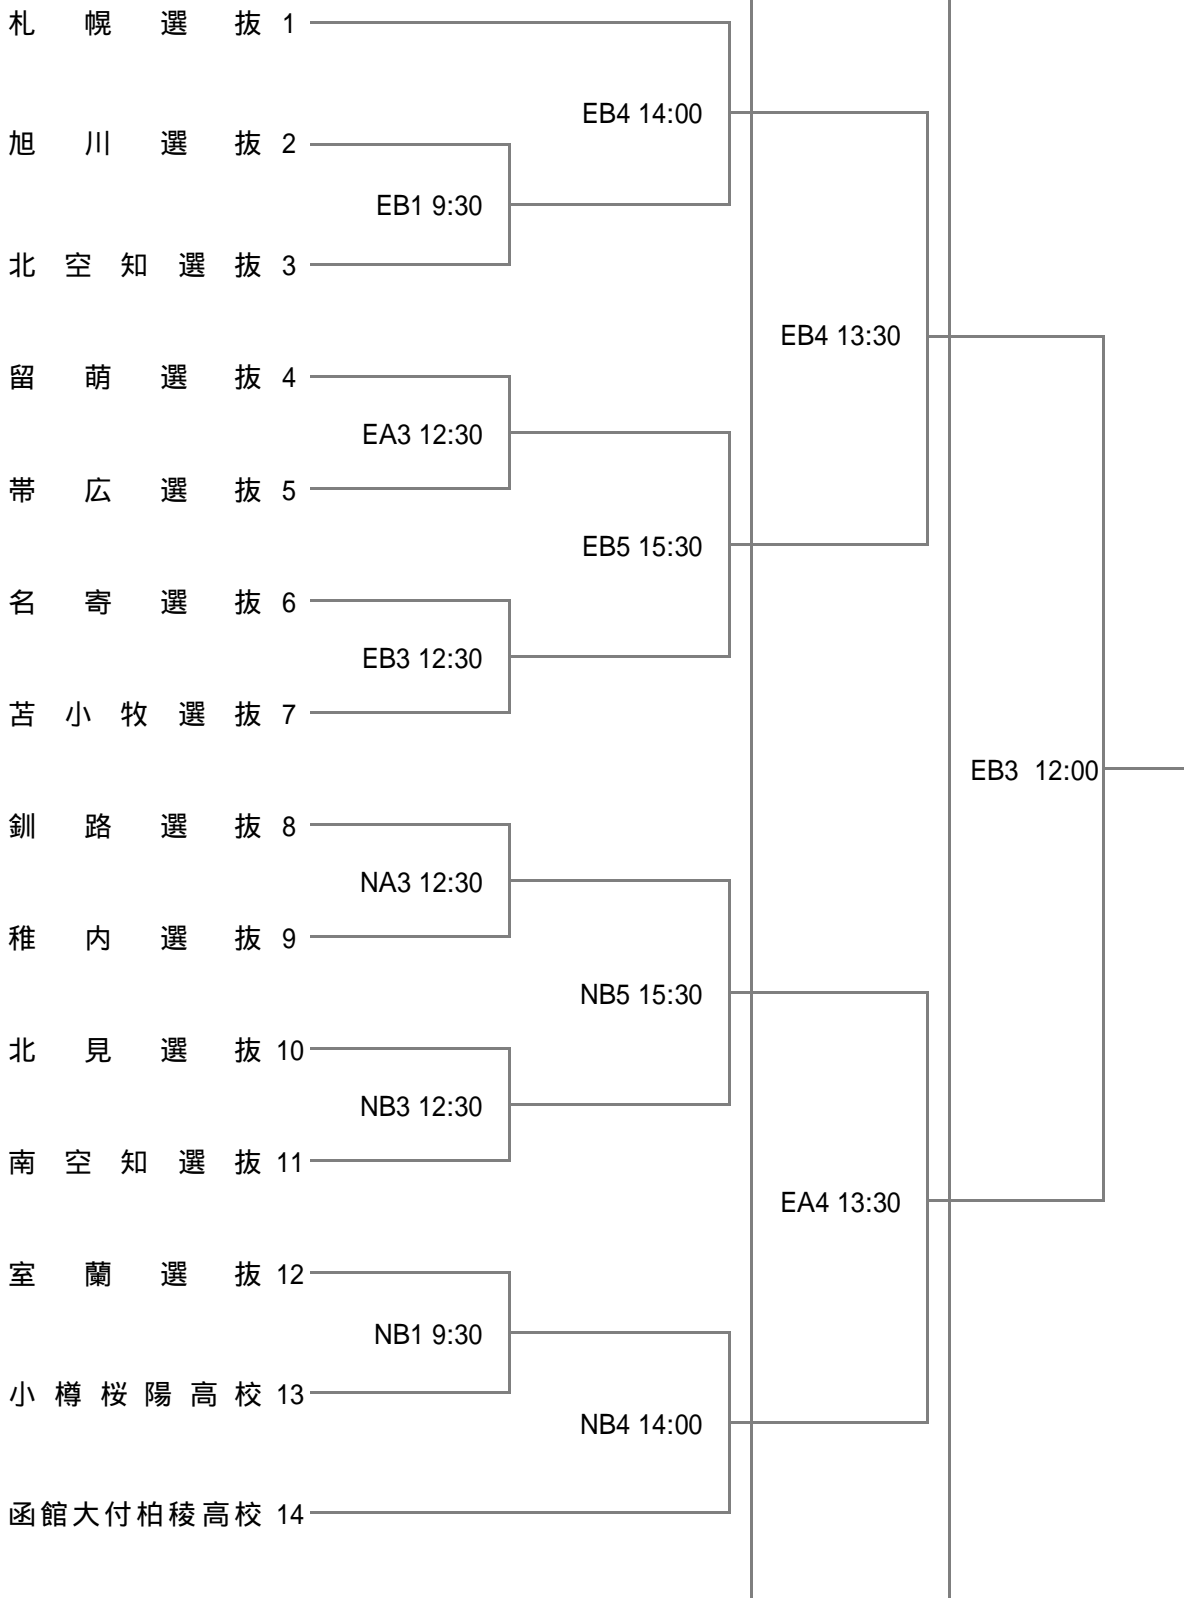 札幌選抜 1
EB4 14:00
旭川選抜 2
EB1 9:30
北空知選抜 3
EB4 13:30
留萌選抜 4
EA3 12:30
帯広選抜 5
EB5 15:30
名寄選抜 6
EB3 12:30
苫小牧選抜 7
EB3 12:00
釧路選抜 8
NA3 12:30
稚内選抜 9
NB5 15:30
北見選抜 10
NB3 12:30
南空知選抜 11
EA4 13:30
室蘭選抜 12
NB1 9:30
小樽桜陽高校 13
NB4 14:00
函館大付柏稜高校 14